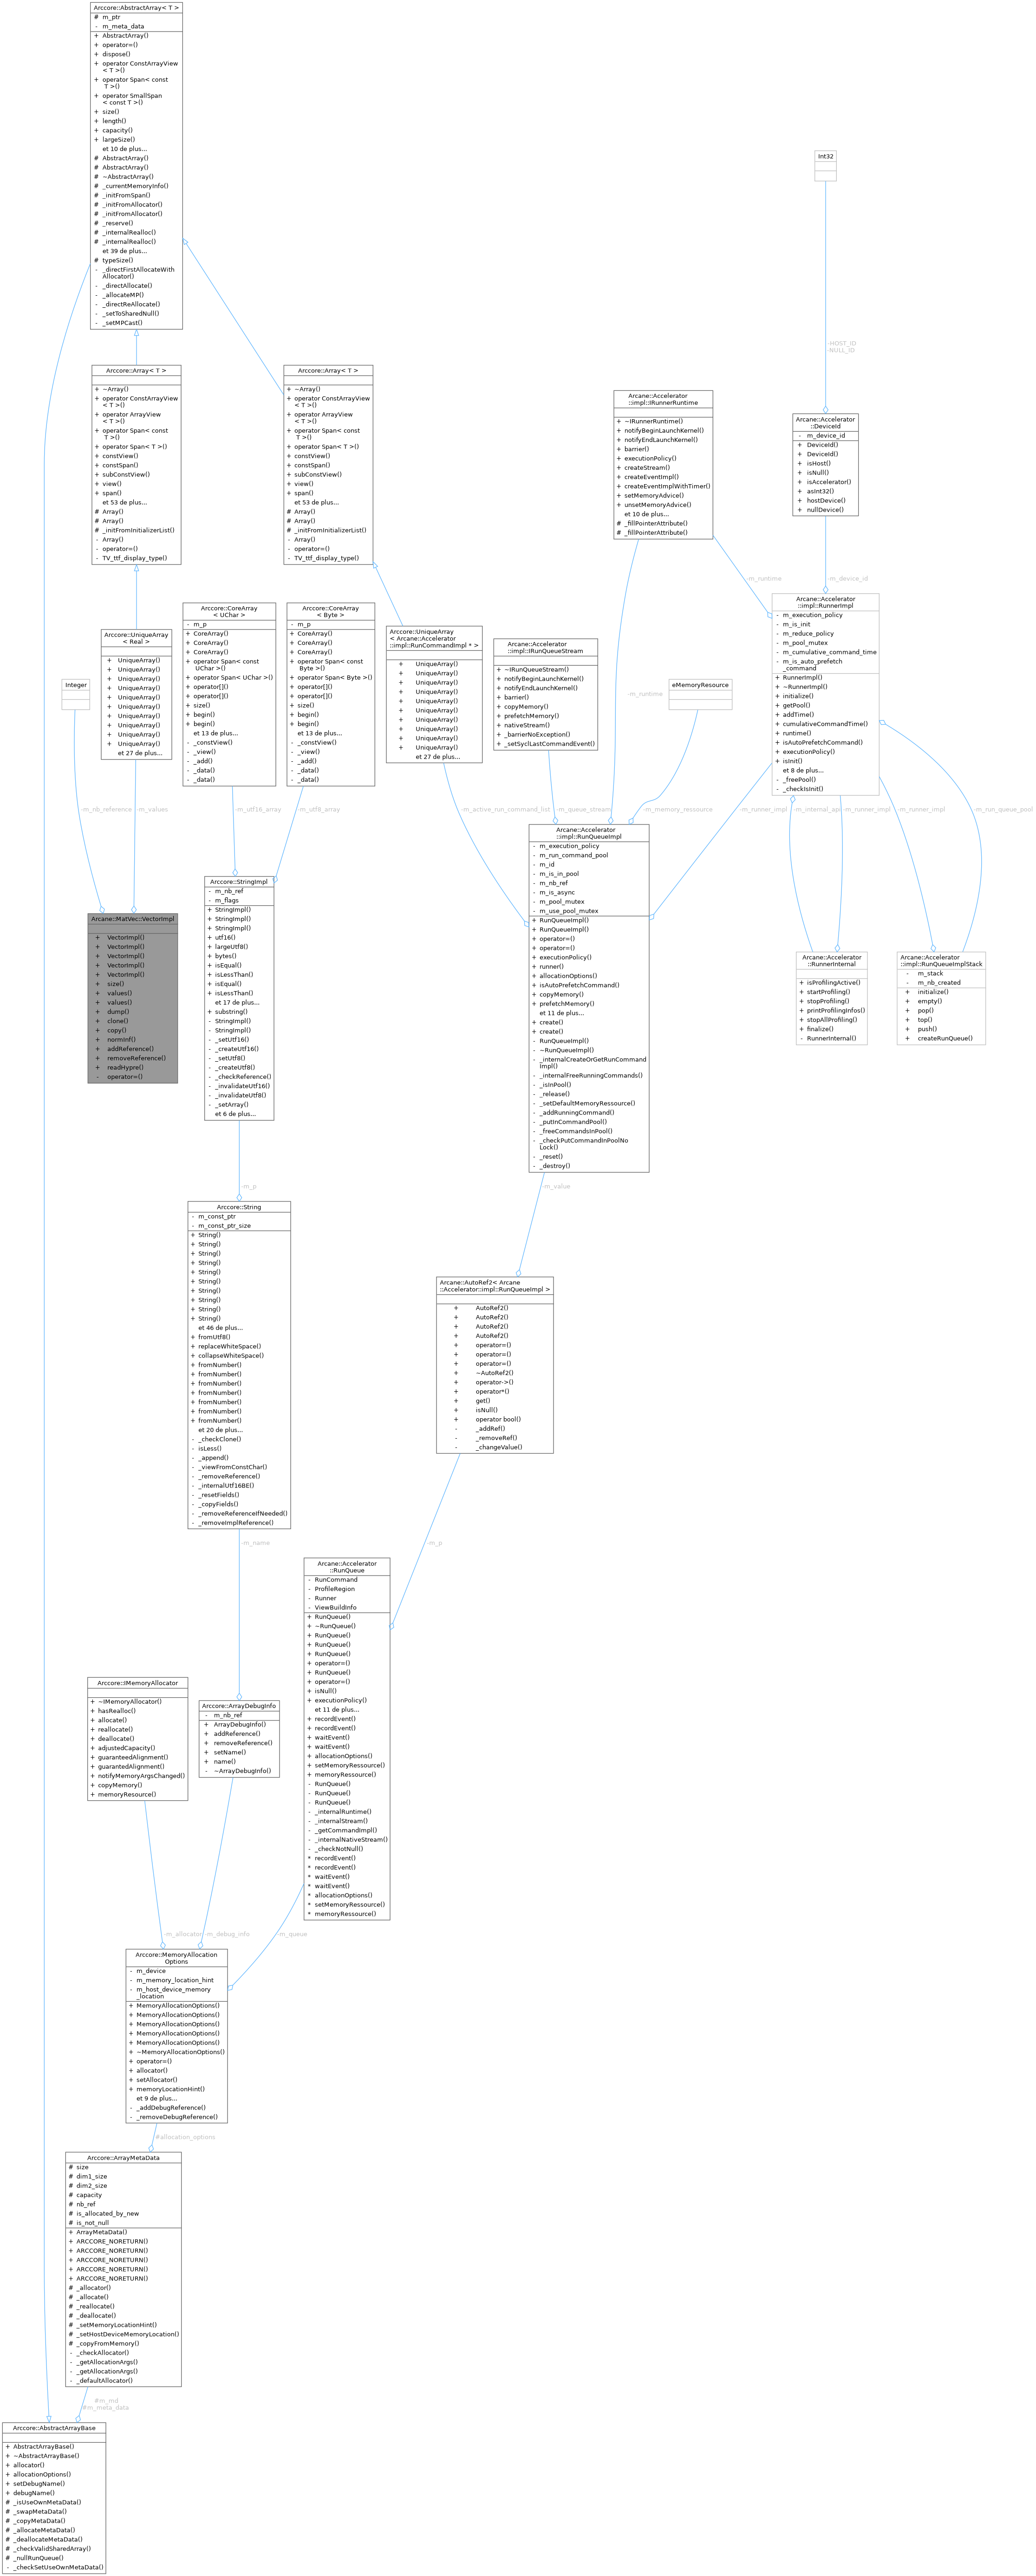 Arccore::AbstractArray< T >
# m_ptr
- m_meta_data
+ AbstractArray()
+ operator=()
+ dispose()
+ operator ConstArrayView
< T >()
+ operator Span< const
T >()
+ operator SmallSpan
< const T >()
+ size()
+ length()
+ capacity()
+ largeSize()
et 10 de plus...
# AbstractArray()
# AbstractArray()
# ~AbstractArray()
# _currentMemoryInfo()
# _initFromSpan()
# _initFromAllocator()
# _initFromAllocator()
# _reserve()
# _internalRealloc()
# _internalRealloc()
et 39 de plus...
# typeSize()
- _directFirstAllocateWith
Allocator()
- _directAllocate()
- _allocateMP()
- _directReAllocate()
- _setToSharedNull()
- _setMPCast()
Int32
-HOST_ID
-NULL_ID
Arccore::Array< T >
+ ~Array()
+ operator ConstArrayView
< T >()
+ operator ArrayView
< T >()
+ operator Span< const
T >()
+ operator Span< T >()
+ constView()
+ constSpan()
+ subConstView()
+ view()
+ span()
et 53 de plus...
# Array()
# Array()
# _initFromInitializerList()
- Array()
- operator=()
- TV_ttf_display_type()
Arccore::Array< T >
+ ~Array()
+ operator ConstArrayView
< T >()
+ operator ArrayView
< T >()
+ operator Span< const
T >()
+ operator Span< T >()
+ constView()
+ constSpan()
+ subConstView()
+ view()
+ span()
et 53 de plus...
# Array()
# Array()
# _initFromInitializerList()
- Array()
- operator=()
- TV_ttf_display_type()
Arcane::Accelerator
::impl::IRunnerRuntime
+ ~IRunnerRuntime()
+ notifyBeginLaunchKernel()
+ notifyEndLaunchKernel()
+ barrier()
+ executionPolicy()
+ createStream()
+ createEventImpl()
+ createEventImplWithTimer()
+ setMemoryAdvice()
+ unsetMemoryAdvice()
et 10 de plus...
# _fillPointerAttribute()
# _fillPointerAttribute()
Arcane::Accelerator
::DeviceId
- m_device_id
+ DeviceId()
+ DeviceId()
+ isHost()
+ isNull()
+ isAccelerator()
+ asInt32()
+ hostDevice()
+ nullDevice()
-m_runtime
-m_device_id
Integer
Arccore::UniqueArray
< Real >
+ UniqueArray()
+ UniqueArray()
+ UniqueArray()
+ UniqueArray()
+ UniqueArray()
+ UniqueArray()
+ UniqueArray()
+ UniqueArray()
+ UniqueArray()
+ UniqueArray()
et 27 de plus...
Arccore::CoreArray
< UChar >
- m_p
+ CoreArray()
+ CoreArray()
+ CoreArray()
+ operator Span< const
UChar >()
+ operator Span< UChar >()
+ operator[]()
+ operator[]()
+ size()
+ begin()
+ begin()
et 13 de plus...
- _constView()
- _view()
- _add()
- _data()
- _data()
Arccore::CoreArray
< Byte >
- m_p
+ CoreArray()
+ CoreArray()
+ CoreArray()
+ operator Span< const
Byte >()
+ operator Span< Byte >()
+ operator[]()
+ operator[]()
+ size()
+ begin()
+ begin()
et 13 de plus...
- _constView()
- _view()
- _add()
- _data()
- _data()
Arccore::UniqueArray
< Arcane::Accelerator
::impl::RunCommandImpl * >
+ UniqueArray()
+ UniqueArray()
+ UniqueArray()
+ UniqueArray()
+ UniqueArray()
+ UniqueArray()
+ UniqueArray()
+ UniqueArray()
+ UniqueArray()
+ UniqueArray()
et 27 de plus...
Arcane::Accelerator
::impl::IRunQueueStream
+ ~IRunQueueStream()
+ notifyBeginLaunchKernel()
+ notifyEndLaunchKernel()
+ barrier()
+ copyMemory()
+ prefetchMemory()
+ nativeStream()
+ _barrierNoException()
+ _setSyclLastCommandEvent()
-m_runtime
eMemoryResource
Arcane::Accelerator
::impl::RunnerImpl
- m_execution_policy
- m_is_init
- m_reduce_policy
- m_pool_mutex
- m_cumulative_command_time
- m_is_auto_prefetch
_command
+ RunnerImpl()
+ ~RunnerImpl()
+ initialize()
+ getPool()
+ addTime()
+ cumulativeCommandTime()
+ runtime()
+ isAutoPrefetchCommand()
+ executionPolicy()
+ isInit()
et 8 de plus...
- _freePool()
- _checkIsInit()
-m_nb_reference
-m_values
-m_utf16_array
-m_utf8_array
-m_active_run_command_list
-m_queue_stream
-m_memory_ressource
-m_runner_impl
-m_internal_api
-m_runner_impl
-m_runner_impl
-m_run_queue_pool
Arcane::MatVec::VectorImpl
+ VectorImpl()
+ VectorImpl()
+ VectorImpl()
+ VectorImpl()
+ VectorImpl()
+ size()
+ values()
+ values()
+ dump()
+ clone()
+ copy()
+ normInf()
+ addReference()
+ removeReference()
+ readHypre()
- operator=()
Arccore::StringImpl
- m_nb_ref
- m_flags
+ StringImpl()
+ StringImpl()
+ StringImpl()
+ utf16()
+ largeUtf8()
+ bytes()
+ isEqual()
+ isLessThan()
+ isEqual()
+ isLessThan()
et 17 de plus...
+ substring()
- StringImpl()
- StringImpl()
- _setUtf16()
- _createUtf16()
- _setUtf8()
- _createUtf8()
- _checkReference()
- _invalidateUtf16()
- _invalidateUtf8()
- _setArray()
et 6 de plus...
Arcane::Accelerator
::impl::RunQueueImpl
- m_execution_policy
- m_run_command_pool
- m_id
- m_is_in_pool
- m_nb_ref
- m_is_async
- m_pool_mutex
- m_use_pool_mutex
+ RunQueueImpl()
+ RunQueueImpl()
+ operator=()
+ operator=()
+ executionPolicy()
+ runner()
+ allocationOptions()
+ isAutoPrefetchCommand()
+ copyMemory()
+ prefetchMemory()
et 11 de plus...
+ create()
+ create()
- RunQueueImpl()
- ~RunQueueImpl()
- _internalCreateOrGetRunCommand
Impl()
- _internalFreeRunningCommands()
- _isInPool()
- _release()
- _setDefaultMemoryRessource()
- _addRunningCommand()
- _putInCommandPool()
- _freeCommandsInPool()
- _checkPutCommandInPoolNo
Lock()
- _reset()
- _destroy()
Arcane::Accelerator
::RunnerInternal
+ isProfilingActive()
+ startProfiling()
+ stopProfiling()
+ printProfilingInfos()
+ stopAllProfiling()
+ finalize()
- RunnerInternal()
Arcane::Accelerator
::impl::RunQueueImplStack
- m_stack
- m_nb_created
+ initialize()
+ empty()
+ pop()
+ top()
+ push()
+ createRunQueue()
-m_p
-m_value
Arccore::String
- m_const_ptr
- m_const_ptr_size
+ String()
+ String()
+ String()
+ String()
+ String()
+ String()
+ String()
+ String()
+ String()
+ String()
et 46 de plus...
+ fromUtf8()
+ replaceWhiteSpace()
+ collapseWhiteSpace()
+ fromNumber()
+ fromNumber()
+ fromNumber()
+ fromNumber()
+ fromNumber()
+ fromNumber()
+ fromNumber()
et 20 de plus...
- _checkClone()
- isLess()
- _append()
- _viewFromConstChar()
- _removeReference()
- _internalUtf16BE()
- _resetFields()
- _copyFields()
- _removeReferenceIfNeeded()
- _removeImplReference()
Arcane::AutoRef2< Arcane
::Accelerator::impl::RunQueueImpl >
+ AutoRef2()
+ AutoRef2()
+ AutoRef2()
+ AutoRef2()
+ operator=()
+ operator=()
+ operator=()
+ ~AutoRef2()
+ operator->()
+ operator*()
+ get()
+ isNull()
+ operator bool()
- _addRef()
- _removeRef()
- _changeValue()
-m_name
-m_p
Arcane::Accelerator
::RunQueue
- RunCommand
- ProfileRegion
- Runner
- ViewBuildInfo
+ RunQueue()
+ ~RunQueue()
+ RunQueue()
+ RunQueue()
+ RunQueue()
+ operator=()
+ RunQueue()
+ operator=()
+ isNull()
+ executionPolicy()
et 11 de plus...
+ recordEvent()
+ recordEvent()
+ waitEvent()
+ waitEvent()
+ allocationOptions()
+ setMemoryRessource()
+ memoryRessource()
- RunQueue()
- RunQueue()
- RunQueue()
- _internalRuntime()
- _internalStream()
- _getCommandImpl()
- _internalNativeStream()
- _checkNotNull()
* recordEvent()
* recordEvent()
* waitEvent()
* waitEvent()
* allocationOptions()
* setMemoryRessource()
* memoryRessource()
Arccore::IMemoryAllocator
+ ~IMemoryAllocator()
+ hasRealloc()
+ allocate()
+ reallocate()
+ deallocate()
+ adjustedCapacity()
+ guaranteedAlignment()
+ guarantedAlignment()
+ notifyMemoryArgsChanged()
+ copyMemory()
+ memoryResource()
Arccore::ArrayDebugInfo
- m_nb_ref
+ ArrayDebugInfo()
+ addReference()
+ removeReference()
+ setName()
+ name()
- ~ArrayDebugInfo()
-m_allocator
-m_debug_info
-m_queue
Arccore::MemoryAllocation
Options
- m_device
- m_memory_location_hint
- m_host_device_memory
_location
+ MemoryAllocationOptions()
+ MemoryAllocationOptions()
+ MemoryAllocationOptions()
+ MemoryAllocationOptions()
+ MemoryAllocationOptions()
+ ~MemoryAllocationOptions()
+ operator=()
+ allocator()
+ setAllocator()
+ memoryLocationHint()
et 9 de plus...
- _addDebugReference()
- _removeDebugReference()
#allocation_options
Arccore::ArrayMetaData
# size
# dim1_size
# dim2_size
# capacity
# nb_ref
# is_allocated_by_new
# is_not_null
+ ArrayMetaData()
+ ARCCORE_NORETURN()
+ ARCCORE_NORETURN()
+ ARCCORE_NORETURN()
+ ARCCORE_NORETURN()
+ ARCCORE_NORETURN()
# _allocator()
# _allocate()
# _reallocate()
# _deallocate()
# _setMemoryLocationHint()
# _setHostDeviceMemoryLocation()
# _copyFromMemory()
- _checkAllocator()
- _getAllocationArgs()
- _getAllocationArgs()
- _defaultAllocator()
#m_md
#m_meta_data
Arccore::AbstractArrayBase
+ AbstractArrayBase()
+ ~AbstractArrayBase()
+ allocator()
+ allocationOptions()
+ setDebugName()
+ debugName()
# _isUseOwnMetaData()
# _swapMetaData()
# _copyMetaData()
# _allocateMetaData()
# _deallocateMetaData()
# _checkValidSharedArray()
# _nullRunQueue()
- _checkSetUseOwnMetaData()